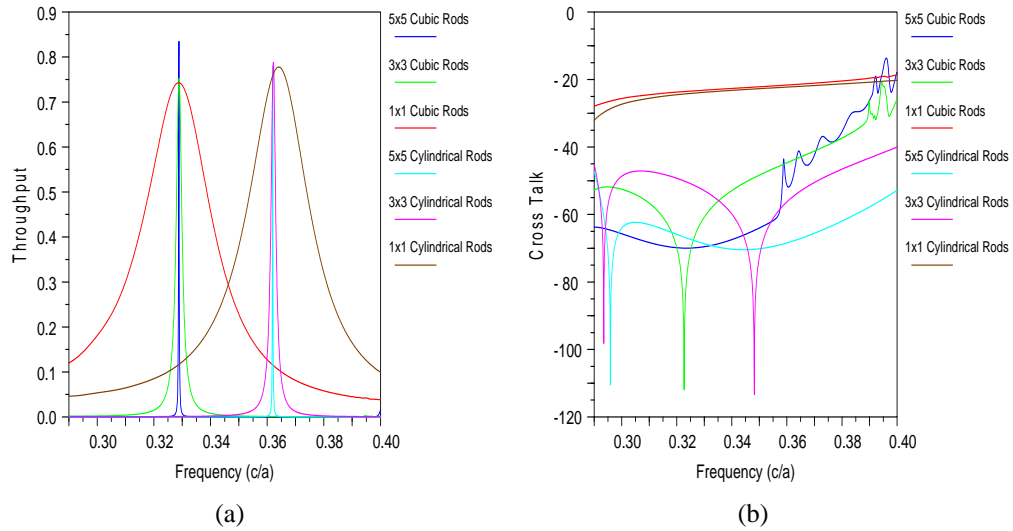 0.9
0.8
0.7
0.6
0.5
0.4
0.3
0.2
0.1
0.0
Throughput
0.30
0.32
0.34
0.36
0.38
0.40
Frequency (c/a)
5x5 Cubic Rods
3x3 Cubic Rods
1x1 Cubic Rods
5x5 Cylindrical Rods
3x3 Cylindrical Rods
1x1 Cylindrical Rods
(a)
0
-20
-40
-60
-80
-100
-120
Cross Talk
0.30
0.32
0.34
0.36
0.38
0.40
Frequency (c/a)
5x5 Cubic Rods
3x3 Cubic Rods
1x1 Cubic Rods
5x5 Cylindrical Rods
3x3 Cylindrical Rods
1x1 Cylindrical Rods
(b)